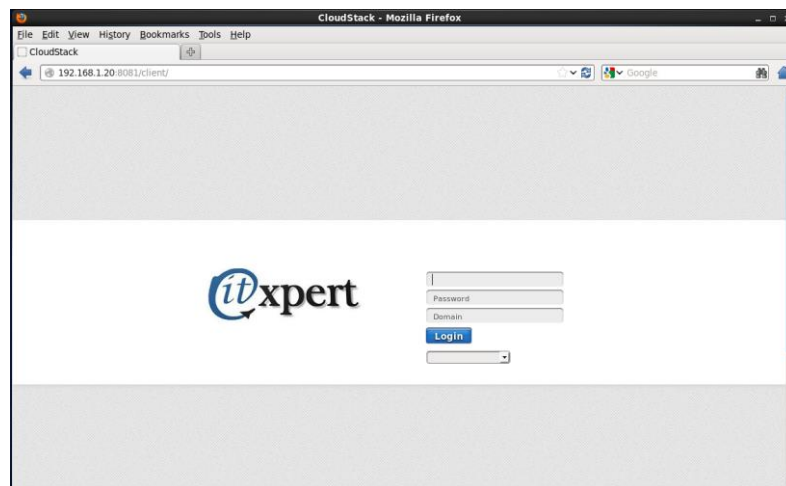 CloudStack - Mozilla Firefox
File Edit View History Bookmarks Tools Help
CloudStack
192.168.1.20:8081/client/ Google
itxpert
Password
Domain
Login